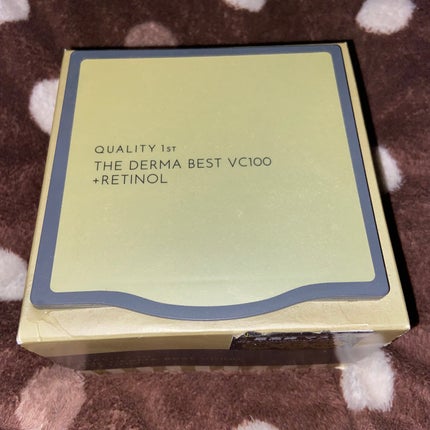 QUALITY 1ST
THE DERMA BEST VC100
+RETINOL